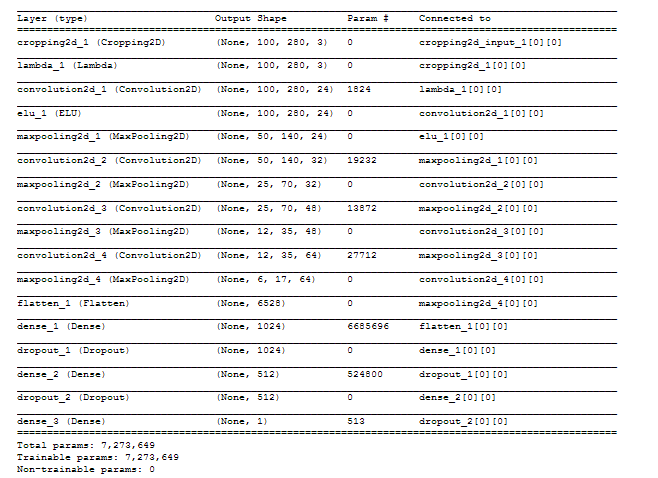 Layer (type) Output Shape Param # Connected to
cropping2d_1 (Cropping2D) (None, 100, 280, 3) 0 cropping2d_input_1[0][0]
lambda_1 (Lambda) (None, 100, 280, 3) 0 cropping2d_1[0][0]
convolution2d_1 (Convolution2D) (None, 100, 280, 24) 1824 lambda_1[0][0]
elu_1 (ELU) (None, 100, 280, 24) 0 convolution2d_1[0][0]
maxpooling2d_1 (MaxPooling2D) (None, 50, 140, 24) 0 elu_1[0][0]
convolution2d_2 (Convolution2D) (None, 50, 140, 32) 19232 maxpooling2d_1[0][0]
maxpooling2d_2 (MaxPooling2D) (None, 25, 70, 32) 0 convolution2d_2[0][0]
convolution2d_3 (Convolution2D) (None, 25, 70, 48) 13872 maxpooling2d_2[0][0]
maxpooling2d_3 (MaxPooling2D) (None, 12, 35, 48) 0 convolution2d_3[0][0]
convolution2d_4 (Convolution2D) (None, 12, 35, 64) 27712 maxpooling2d_3[0][0]
maxpooling2d_4 (MaxPooling2D) (None, 6, 17, 64) 0 convolution2d_4[0][0]
flatten_1 (Flatten) (None, 6528) 0 maxpooling2d_4[0][0]
dense_1 (Dense) (None, 1024) 6685696 flatten_1[0][0]
dropout_1 (Dropout) (None, 1024) 0 dense_1[0][0]
dense_2 (Dense) (None, 512) 524800 dropout_1[0][0]
dropout_2 (Dropout) (None, 512) 0 dense_2[0][0]
dense_3 (Dense) (None, 1) 513 dropout_2[0][0]
Total params: 7,273,649
Trainable params: 7,273,649
Non-trainable params: 0